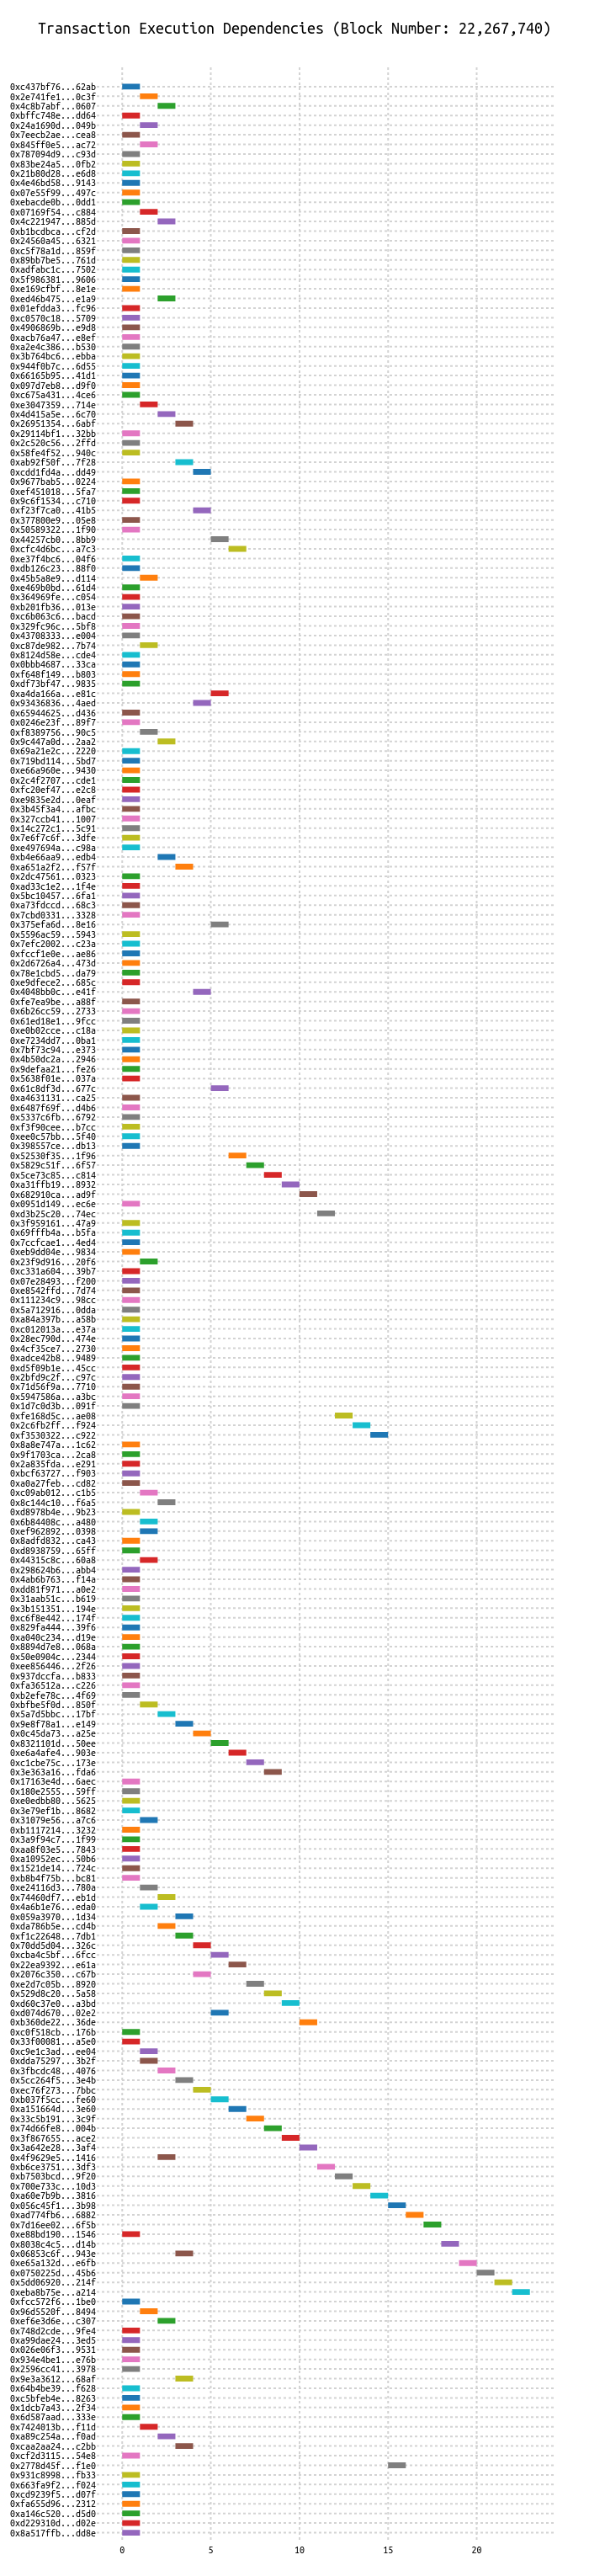 Transaction Execution Dependencies (Block Number: 22,267,740)
0xc437bf76...62ab
0x2e741fe1...0c3f
0x4c8b7abf...0607
0xbffc748e...dd64
0x24a1690d...049b
0x7eecb2ae...cea8
0x845ff0e5...ac72
0x787094d9...c93d
0x83be24a5...0fb2
0x21b80d28...e6d8
0x4e46bd58...9143
0x07e55f99...497c
0xebacde0b...0dd1
0x07169f54...c884
0x4c221947...885d
0xb1bcdbca...cf2d
0x24560a45...6321
0xc5f78a1d...859f
0x89bb7be5...761d
0xadfabc1c...7502
0x5f986381...9606
0xe169cfbf...8e1e
0xed46b475...e1a9
0x01efdda3...fc96
0xc0570c18...5709
0x4906869b...e9d8
0xacb76a47...e8ef
0xa2e4c386...b530
0x3b764bc6...ebba
0x944f0b7c...6d55
0x66165b95...41d1
0x097d7eb8...d9f0
0xc675a431...4ce6
0xe3047359...714e
0x4d415a5e...6c70
0x26951354...6abf
0x29114bf1...32bb
0x2c520c56...2ffd
0x58fe4f52...940c
0xab92f50f...7f28
0xcdd1fd4a...dd49
0x9677bab5...0224
0xef451018...5fa7
0x9c6f1534...c710
0xf23f7ca0...41b5
0x377800e9...05e8
0x50589322...1f90
0x44257cb0...8bb9
0xcfc4d6bc...a7c3
0xe37f4bc6...04f6
0xdb126c23...88f0
0x45b5a8e9...d114
0xe469b0bd...61d4
0x364969fe...c054
0xb201fb36...013e
0xc6b063c6...bacd
0x329fc96c...5bf8
0x43708333...e004
0xc87de982...7b74
0x8124d58e...cde4
0x0bbb4687...33ca
0xf648f149...b803
0xdf73bf47...9835
0xa4da166a...e81c
0x93436836...4aed
0x65944625...d436
0x0246e23f...89f7
0xf8389756...90c5
0x9c447a0d...2aa2
0x69a21e2c...2220
0x719bd114...5bd7
0xe66a960e...9430
0x2c4f2707...cde1
0xfc20ef47...e2c8
0xe9835e2d...0eaf
0x3b45f3a4...afbc
0x327ccb41...1007
0x14c272c1...5c91
0x7e6f7c6f...3dfe
0xe497694a...c98a
0xb4e66aa9...edb4
0xa651a2f2...f57f
0x2dc47561...0323
0xad33c1e2...1f4e
0x5bc10457...6fa1
0xa73fdccd...68c3
0x7cbd0331...3328
0x375efa6d...8e16
0x5596ac59...5943
0x7efc2002...c23a
0xfccf1e0e...ae86
0x2d6726a4...473d
0x78e1cbd5...da79
0xe9dfece2...685c
0x4048bb0c...e41f
0xfe7ea9be...a88f
0x6b26cc59...2733
0x61ed18e1...9fcc
0xe0b02cce...c18a
0xe7234dd7...0ba1
0x7bf73c94...e373
0x4b50dc2a...2946
0x9defaa21...fe26
0x5638f01e...037a
0x61c8df3d...677c
0xa4631131...ca25
0x6487f69f...d4b6
0x5337c6fb...6792
0xf3f90cee...b7cc
0xee0c57bb...5f40
0x398557ce...db13
0x52530f35...1f96
0x5829c51f...6f57
0x5ce73c85...c814
0xa31ffb19...8932
0x682910ca...ad9f
0x0951d149...ec6e
0xd3b25c20...74ec
0x3f959161...47a9
0x69fffb4a...b5fa
0x7ccfcae1...4ed4
0xeb9dd04e...9834
0x23f9d916...20f6
0xc331a604...39b7
0x07e28493...f200
0xe8542ffd...7d74
0x111234c9...98cc
0x5a712916...0dda
0xa84a397b...a58b
0xc012013a...e37a
0x28ec790d...474e
0x4cf35ce7...2730
0xadce42b8...9489
0xd5f09b1e...45cc
0x2bfd9c2f...c97c
0x71d56f9a...7710
0x5947586a...a3bc
0x1d7c0d3b...091f
0xfe168d5c...ae08
0x2c6fb2ff...f924
0xf3530322...c922
0x8a8e747a...1c62
0x9f1703ca...2ca8
0x2a835fda...e291
0xbcf63727...f903
0xa0a27feb...cd82
0xc09ab012...c1b5
0x8c144c10...f6a5
0xd8978b4e...9b23
0x6b84408c...a480
0xef962892...0398
0x8adfd832...ca43
0xd8938759...65ff
0x44315c8c...60a8
0x298624b6...abb4
0x4ab6b763...f14a
0xdd81f971...a0e2
0x31aab51c...b619
0x3b151351...194e
0xc6f8e442...174f
0x829fa444...39f6
0xa040c234...d19e
0x8894d7e8...068a
0x50e0904c...2344
0xee856446...2f26
0x937dccfa...b833
0xfa36512a...c226
0xb2efe78c...4f69
0xbfbe5f0d...850f
0x5a7d5bbc...17bf
0x9e8f78a1...e149
0x0c45da73...a25e
0x8321101d...50ee
0xe6a4afe4...903e
0xc1cbe75c...173e
0x3e363a16...fda6
0x17163e4d...6aec
0x180e2555...59ff
0xe0edbb80...5625
0x3e79ef1b...8682
0x31079e56...a7c6
0xb1117214...3232
0x3a9f94c7...1f99
0xaa8f03e5...7843
0xa10952ec...50b6
0x1521de14...724c
0xb8b4f75b...bc81
0xe24116d3...780a
0x74460df7...eb1d
0x4a6b1e76...eda0
0x059a3970...1d34
0xda786b5e...cd4b
0xf1c22648...7db1
0x70dd5d04...326c
0xcba4c5bf...6fcc
0x22ea9392...e61a
0x2076c350...c67b
0xe2d7c05b...8920
0x529d8c20...5a58
0xd60c37e0...a3bd
0xd074d670...02e2
0xb360de22...36de
0xc0f518cb...176b
0x33f00081...a5e0
0xc9e1c3ad...ee04
0xdda75297...3b2f
0x3fbcdc48...4076
0x5cc264f5...3e4b
0xec76f273...7bbc
0xb037f5cc...fe60
0xa151664d...3e60
0x33c5b191...3c9f
0x74d66fe8...004b
0x3f867655...ace2
0x3a642e28...3af4
0x4f9629e5...1416
0xb6ce3751...3df3
0xb7503bcd...9f20
0x700e733c...10d3
0xa60e7b9b...3816
0x056c45f1...3b98
0xad774fb6...6882
0x7d16ee02...6f5b
0xe88bd190...1546
0x8038c4c5...d14b
0x06853c6f...943e
0xe65a132d...e6fb
0x0750225d...45b6
0x5dd06920...214f
0xeba8b75e...a214
0xfcc572f6...1be0
0x96d5520f...8494
0xef6e3d6e...c307
0x748d2cde...9fe4
0xa99dae24...3ed5
0x026e06f3...9531
0x934e4be1...e76b
0x2596cc41...3978
0x9e3a3612...68af
0x64b4be39...f628
0xc5bfeb4e...8263
0x1dcb7a43...2f34
0x6d587aad...333e
0x7424013b...f11d
0xa89c254a...f0ad
0xcaa2aa24...c2bb
0xcf2d3115...54e8
0x2778d45f...f1e0
0x931c8998...fb33
0x663fa9f2...f024
0xcd9239f5...d07f
0xfa655d96...2312
0xa146c520...d5d0
0xd229310d...d02e
0x8a517ffb...dd8e
0 5 10 15 20